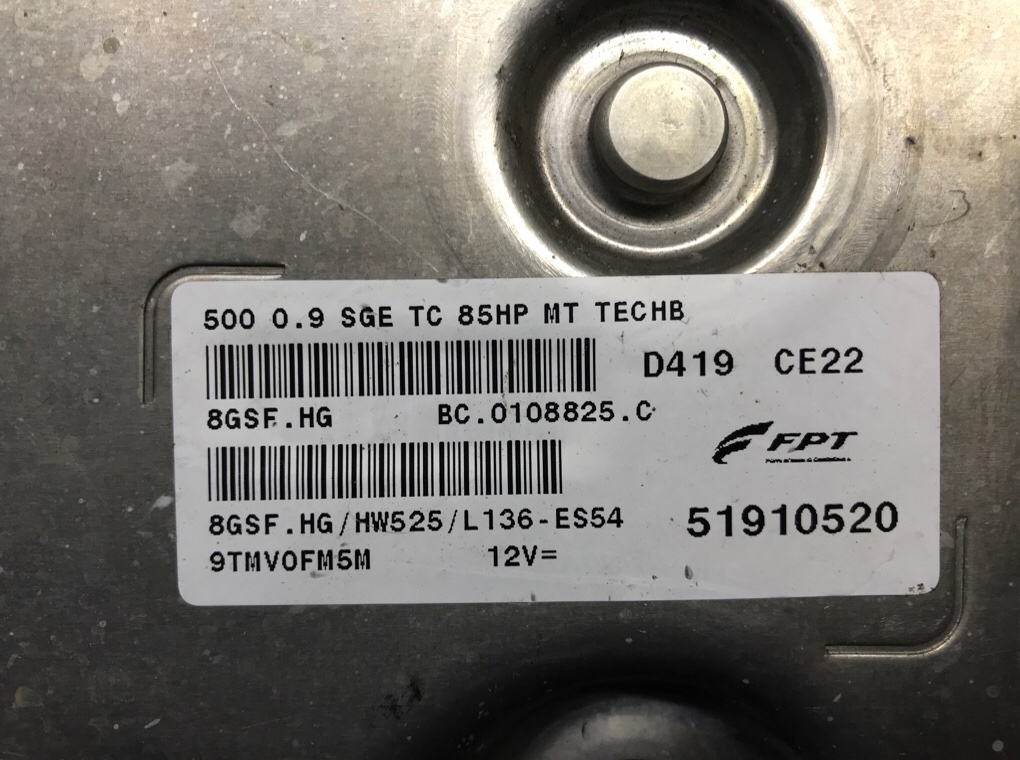 500 0.9 SGE TC 85HP MT TECHB
D419 CE22
8GSF.HG BC.0108825.C
FPT
8GSF.HG/HW525/L136-ES54
51910520
9TMV0FM5M 12V=